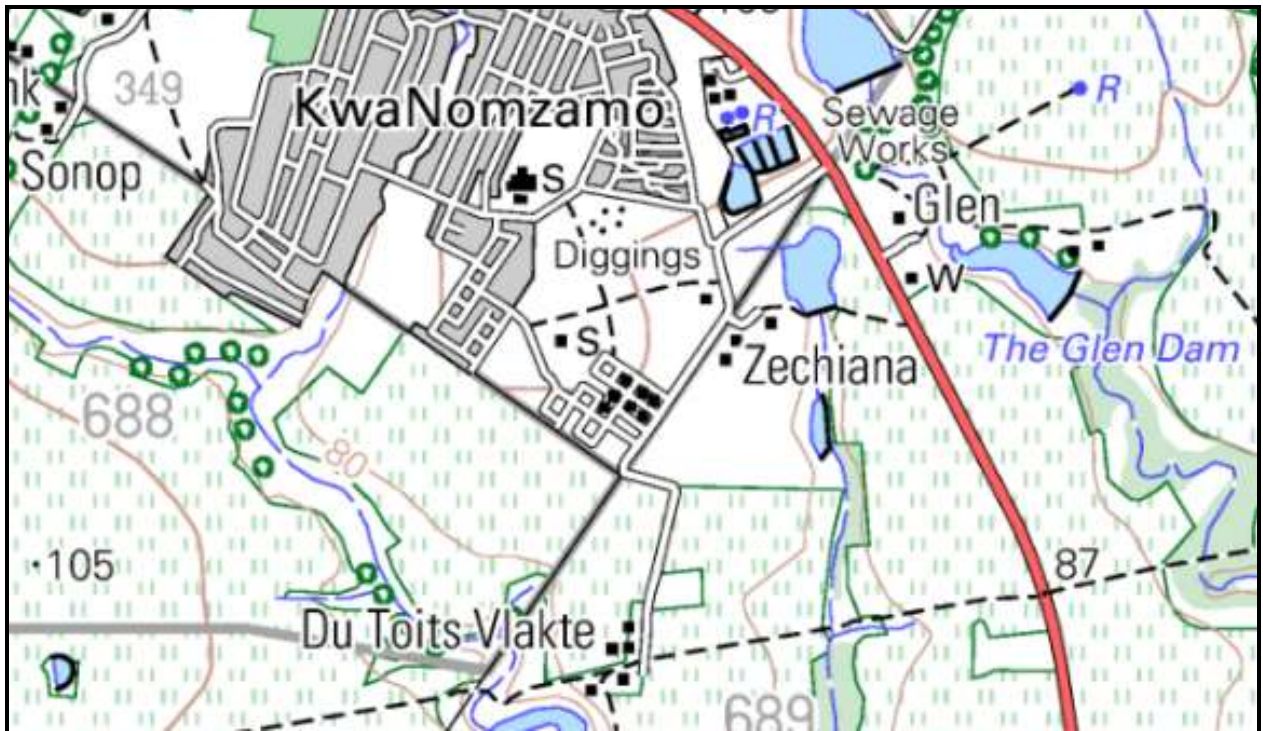 KwaNomzamo
349
R
R
Sewage
Works
Sonop
S
Glen
Diggings
W
The Glen Dam
S
Zechiana
688
80
105
87
Du Toits Vlakte
689